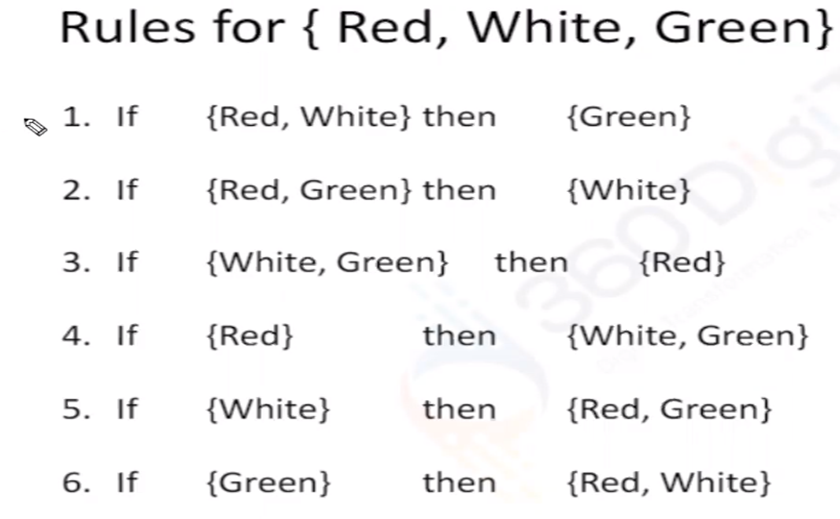 Rules for { Red, White, Green}
1. If {Red, White} then {Green}
2. If {Red, Green} then {White}
3. If {White, Green} then {Red}
4. If {Red} then {White, Green}
5. If {White} then {Red, Green}
6. If {Green} then {Red, White}
360Digi